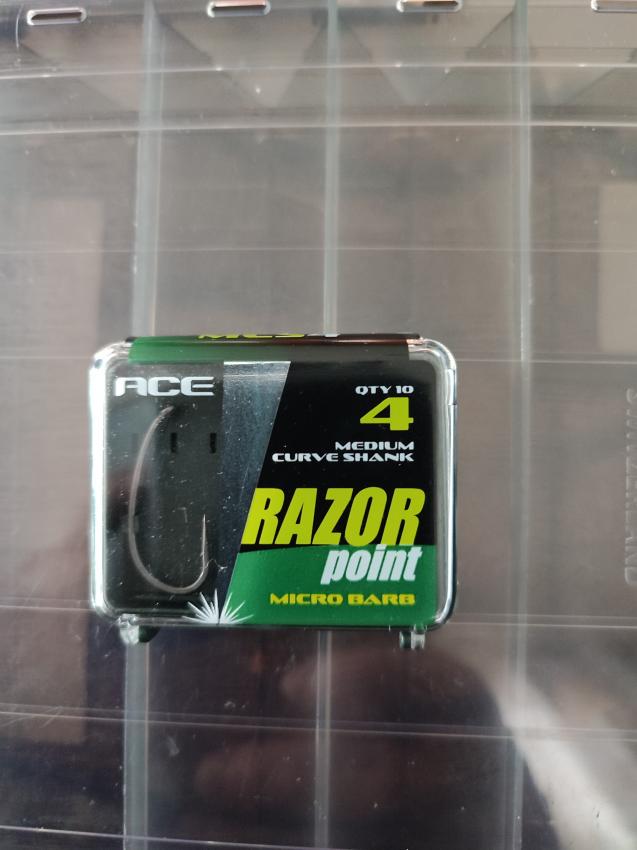 ACE
QTY 10
4
MEDIUM
CURVE SHANK
RAZOR
point
MICRO BARB